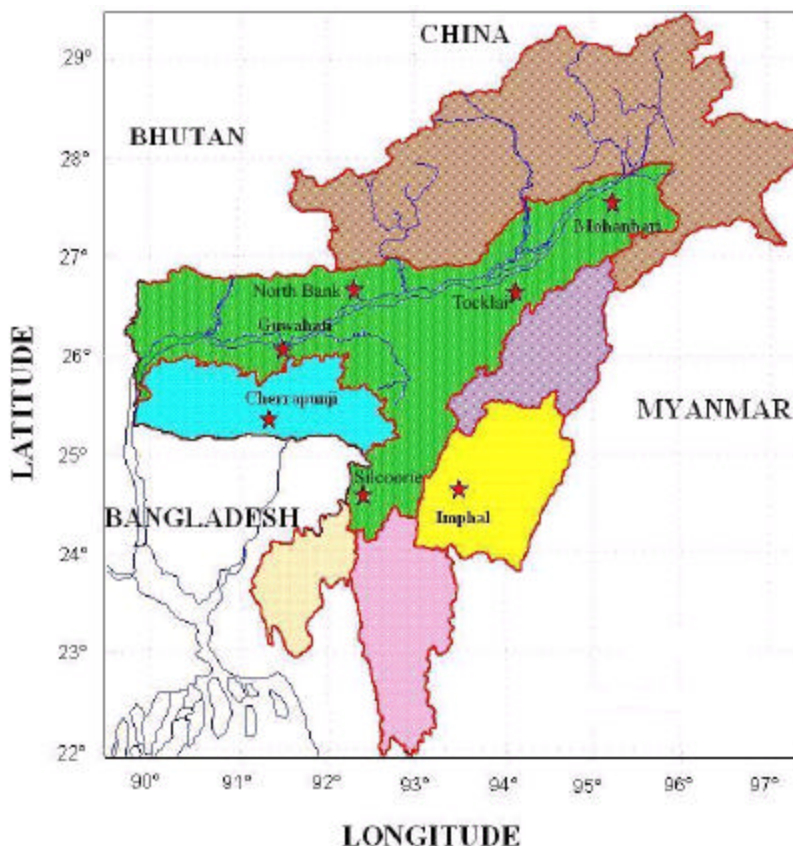 CHINA
29°
BHUTAN
28°
Mohanbari
27°
North Bank
Tocklai
Guwahati
26°
Cherrapunji
LATITUDE
MYANMAR
25°
Silcoorie
BANGLADESH
Imphal
24°
23°
22°
90° 91° 92° 93° 94° 95° 96° 97°
LONGITUDE